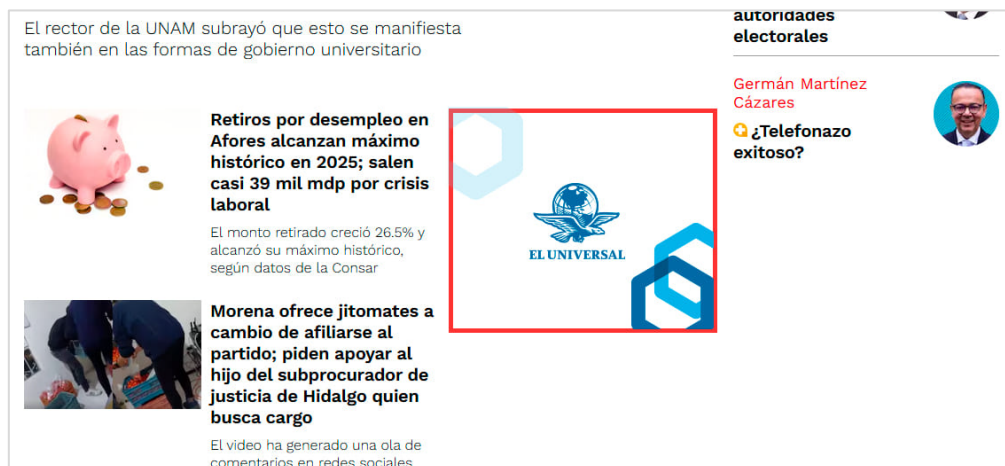 El rector de la UNAM subrayó que esto se manifiesta
también en las formas de gobierno universitario
Retiros por desempleo en
Afores alcanzan máximo
histórico en 2025; salen
casi 39 mil mdp por crisis
laboral
El monto retirado creció 26.5% y
alcanzó su máximo histórico,
según datos de la Consar
Morena ofrece jitomates a
cambio de afiliarse al
partido; piden apoyar al
hijo del subprocurador de
justicia de Hidalgo quien
busca cargo
El video ha generado una ola de
comentarios en redes sociales
EL UNIVERSAL
autoridades
electorales
Germán Martínez
Cázares
¿Telefonazo
exitoso?